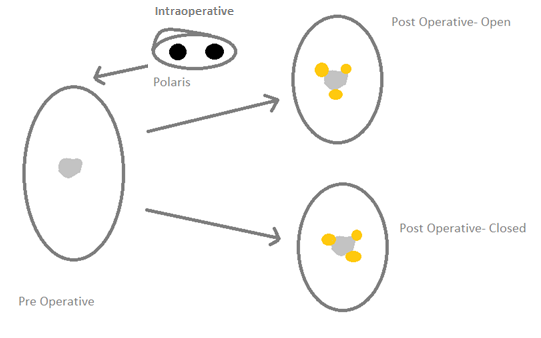 Intraoperative
Post Operative- Open
Polaris
Post Operative- Closed
Pre Operative